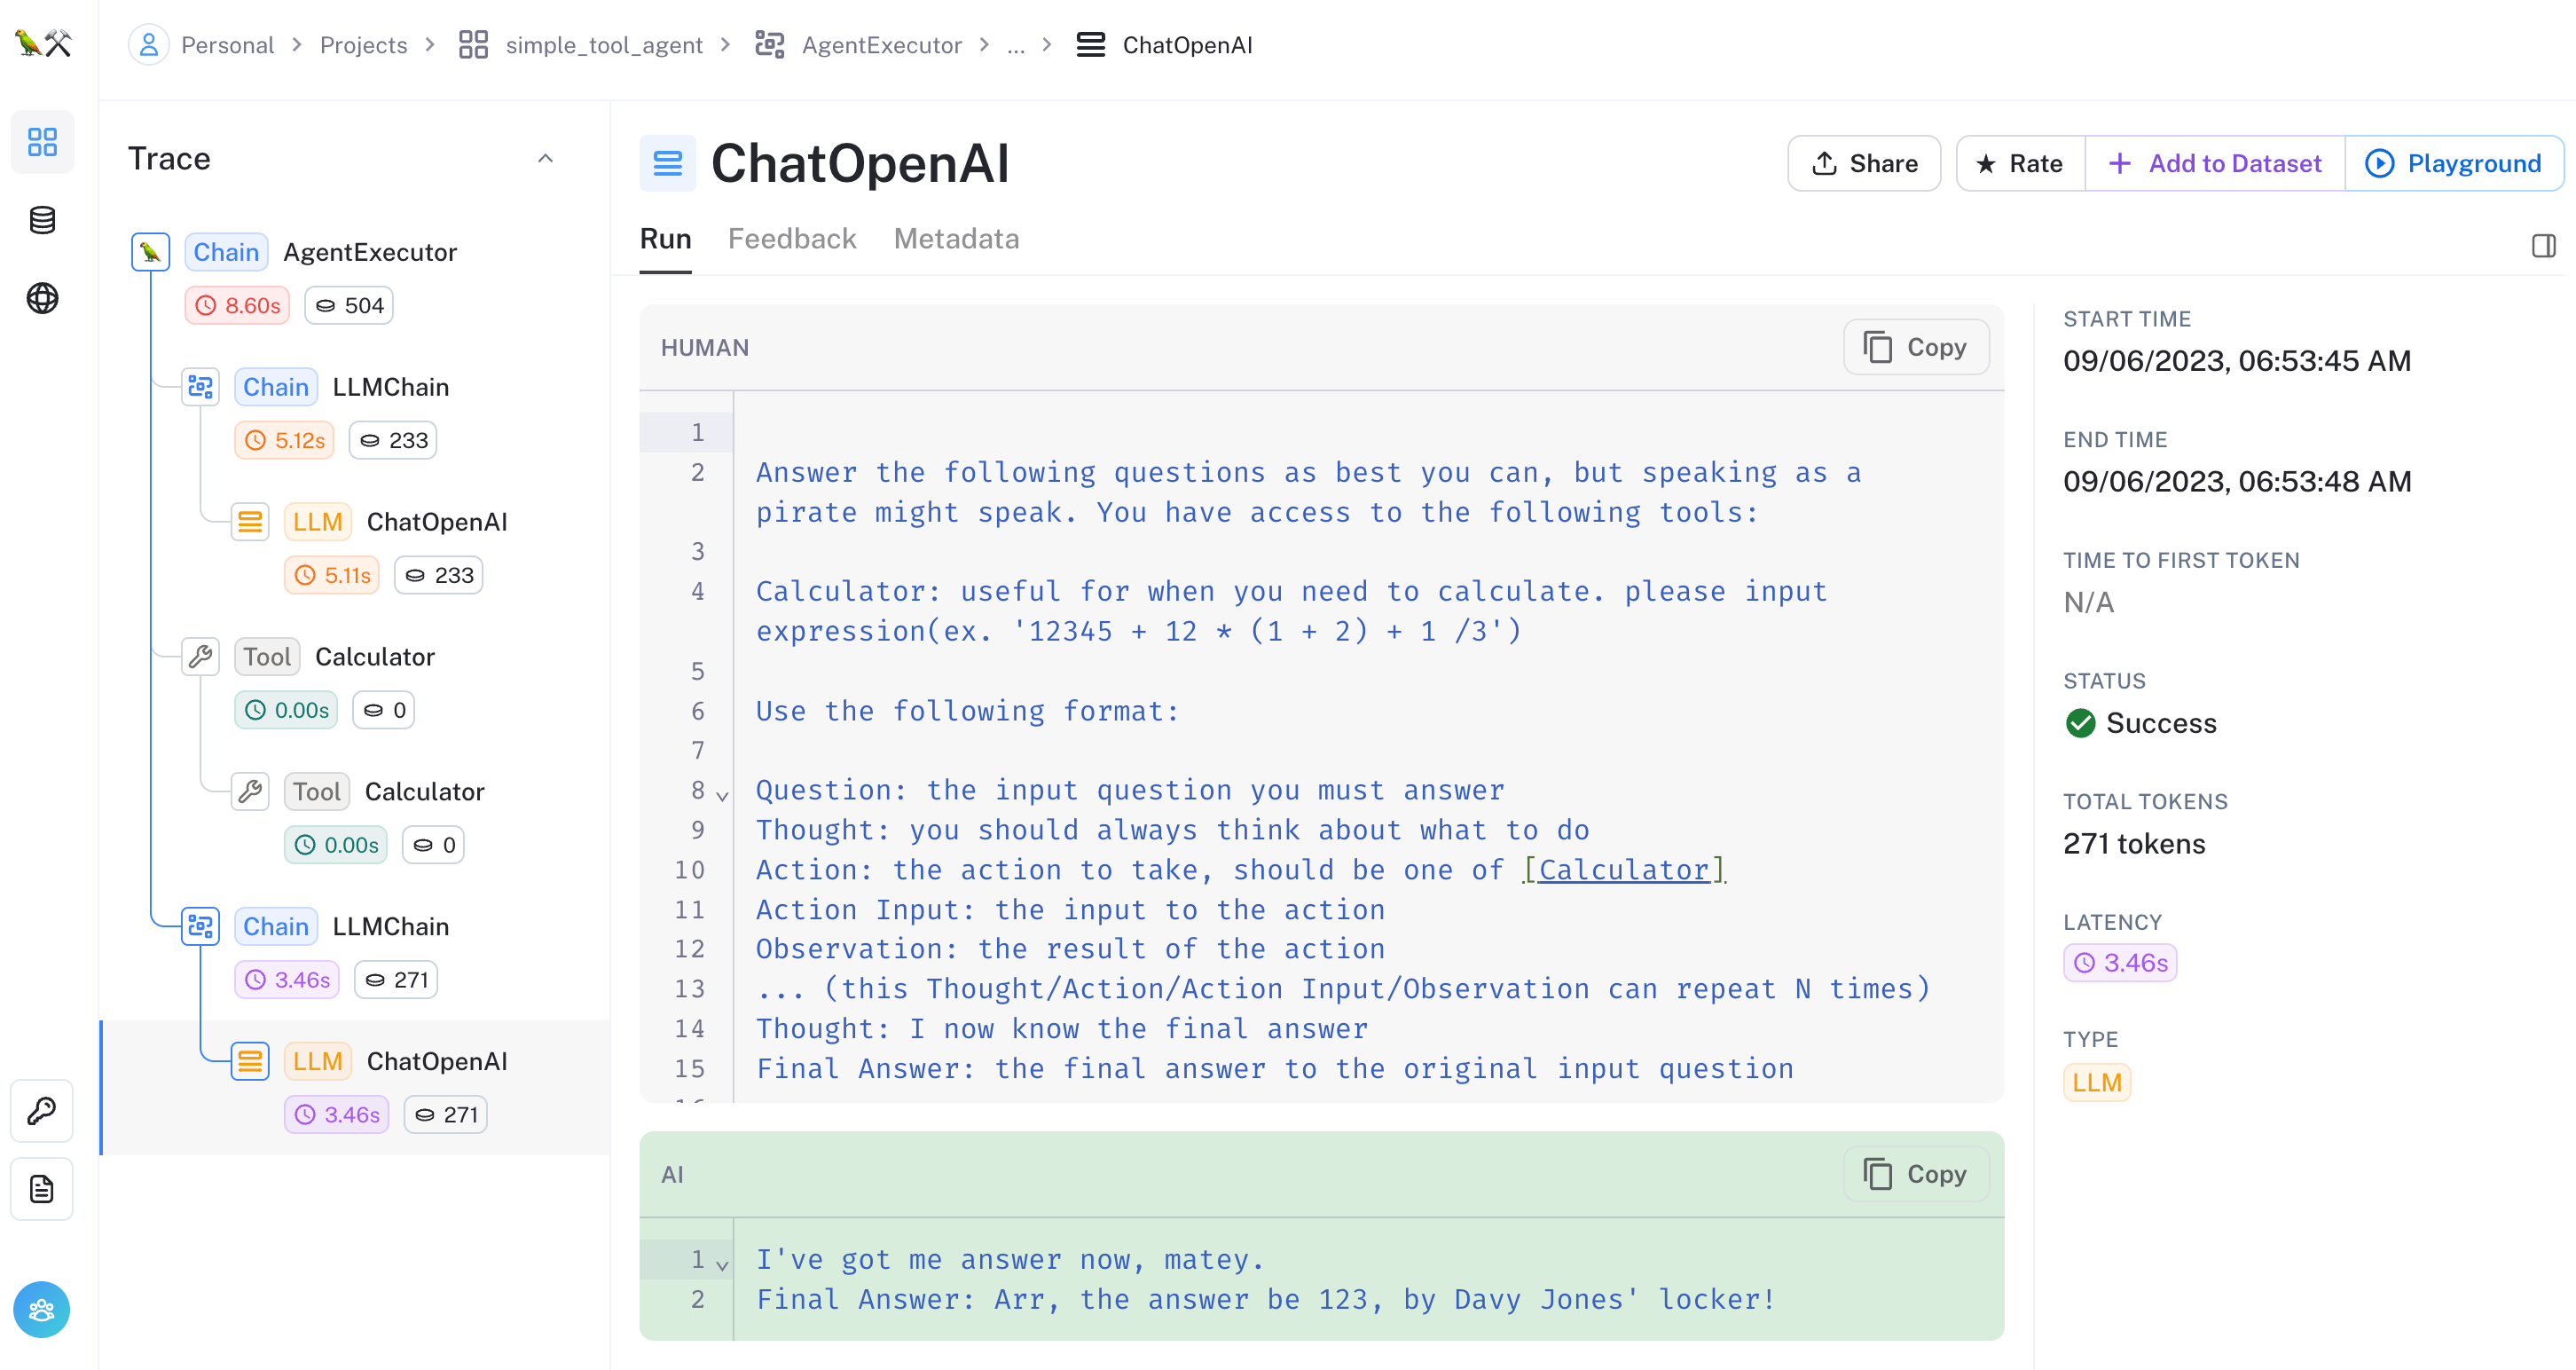 Personal > Projects > simple_tool_agent > AgentExecutor > ... > ChatOpenAI
Trace
Chain AgentExecutor
8.60s 504
Chain LLMChain
5.12s 233
LLM ChatOpenAI
5.11s 233
Tool Calculator
0.00s 0
Tool Calculator
0.00s 0
Chain LLMChain
3.46s 271
LLM ChatOpenAI
3.46s 271
ChatOpenAI
Share
Rate
Add to Dataset
Playground
Run Feedback Metadata
HUMAN
Copy
1
2 Answer the following questions as best you can, but speaking as a
pirate might speak. You have access to the following tools:
3
4 Calculator: useful for when you need to calculate. please input
expression(ex. '12345 + 12 * (1 + 2) + 1 /3')
5
6 Use the following format:
7
8 Question: the input question you must answer
9 Thought: you should always think about what to do
10 Action: the action to take, should be one of [Calculator]
11 Action Input: the input to the action
12 Observation: the result of the action
13 ... (this Thought/Action/Action Input/Observation can repeat N times)
14 Thought: I now know the final answer
15 Final Answer: the final answer to the original input question
AI
Copy
1 I've got me answer now, matey.
2 Final Answer: Arr, the answer be 123, by Davy Jones' locker!
START TIME
09/06/2023, 06:53:45 AM
END TIME
09/06/2023, 06:53:48 AM
TIME TO FIRST TOKEN
N/A
STATUS
Success
TOTAL TOKENS
271 tokens
LATENCY
3.46s
TYPE
LLM